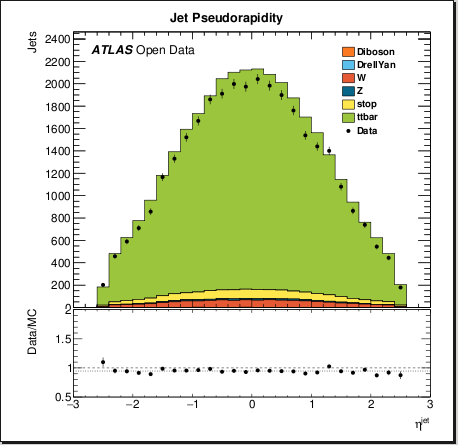 Jet Pseudorapidity
Jets
2400
2200
2000
1800
1600
1400
1200
1000
800
600
400
200
0
ATLAS Open Data
Diboson
DrellYan
W
Z
stop
ttbar
Data
Data/MC
2
1.5
1
0.5
−3 −2 −1 0 1 2 3
η^jet